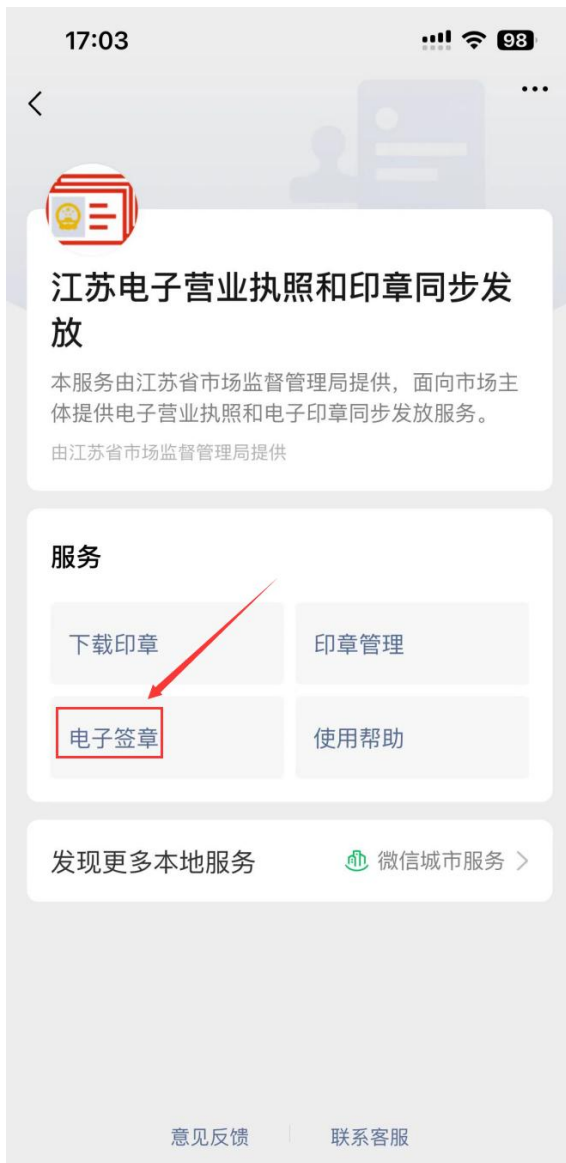 17:03
98
江苏电子营业执照和印章同步发
放
本服务由江苏省市场监督管理局提供，面向市场主
体提供电子营业执照和电子印章同步发放服务。
由江苏省市场监督管理局提供
服务
下载印章
印章管理
电子签章
使用帮助
发现更多本地服务
微信城市服务
意见反馈
联系客服